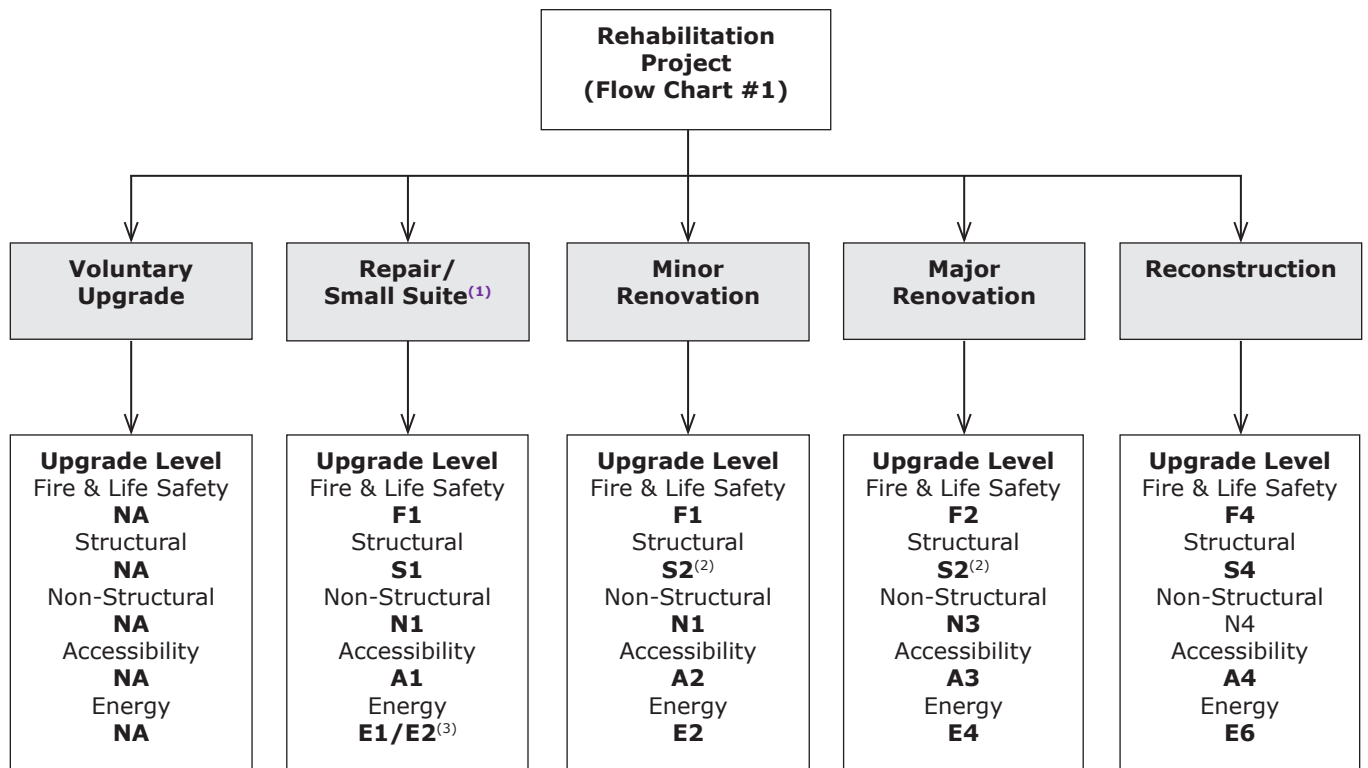 Rehabilitation
Project
(Flow Chart #1)
Voluntary
Upgrade
Repair/
Small Suite(1)
Minor
Renovation
Major
Renovation
Reconstruction
Upgrade Level
Fire & Life Safety
NA
Structural
NA
Non-Structural
NA
Accessibility
NA
Energy
NA
Upgrade Level
Fire & Life Safety
F1
Structural
S1
Non-Structural
N1
Accessibility
A1
Energy
E1/E2(3)
Upgrade Level
Fire & Life Safety
F1
Structural
S2(2)
Non-Structural
N1
Accessibility
A2
Energy
E2
Upgrade Level
Fire & Life Safety
F2
Structural
S2(2)
Non-Structural
N3
Accessibility
A3
Energy
E4
Upgrade Level
Fire & Life Safety
F4
Structural
S4
Non-Structural
N4
Accessibility
A4
Energy
E6